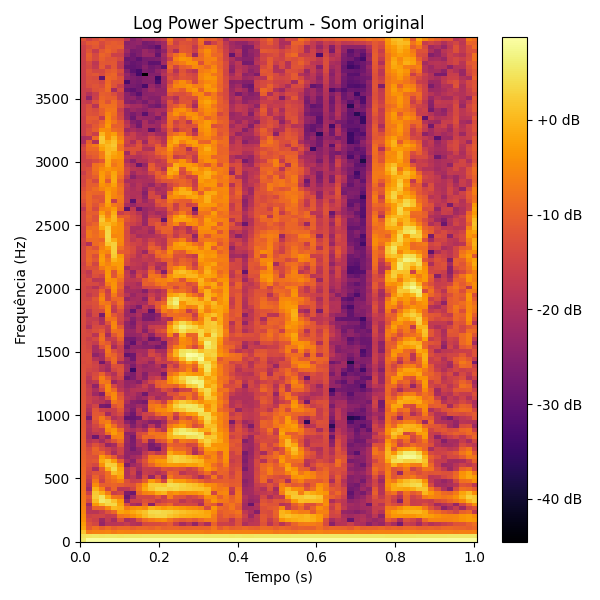 Log Power Spectrum - Som original
3500
3000
2500
2000
1500
1000
500
0
Frequência (Hz)
0.0 0.2 0.4 0.6 0.8 1.0
Tempo (s)
+0 dB
-10 dB
-20 dB
-30 dB
-40 dB